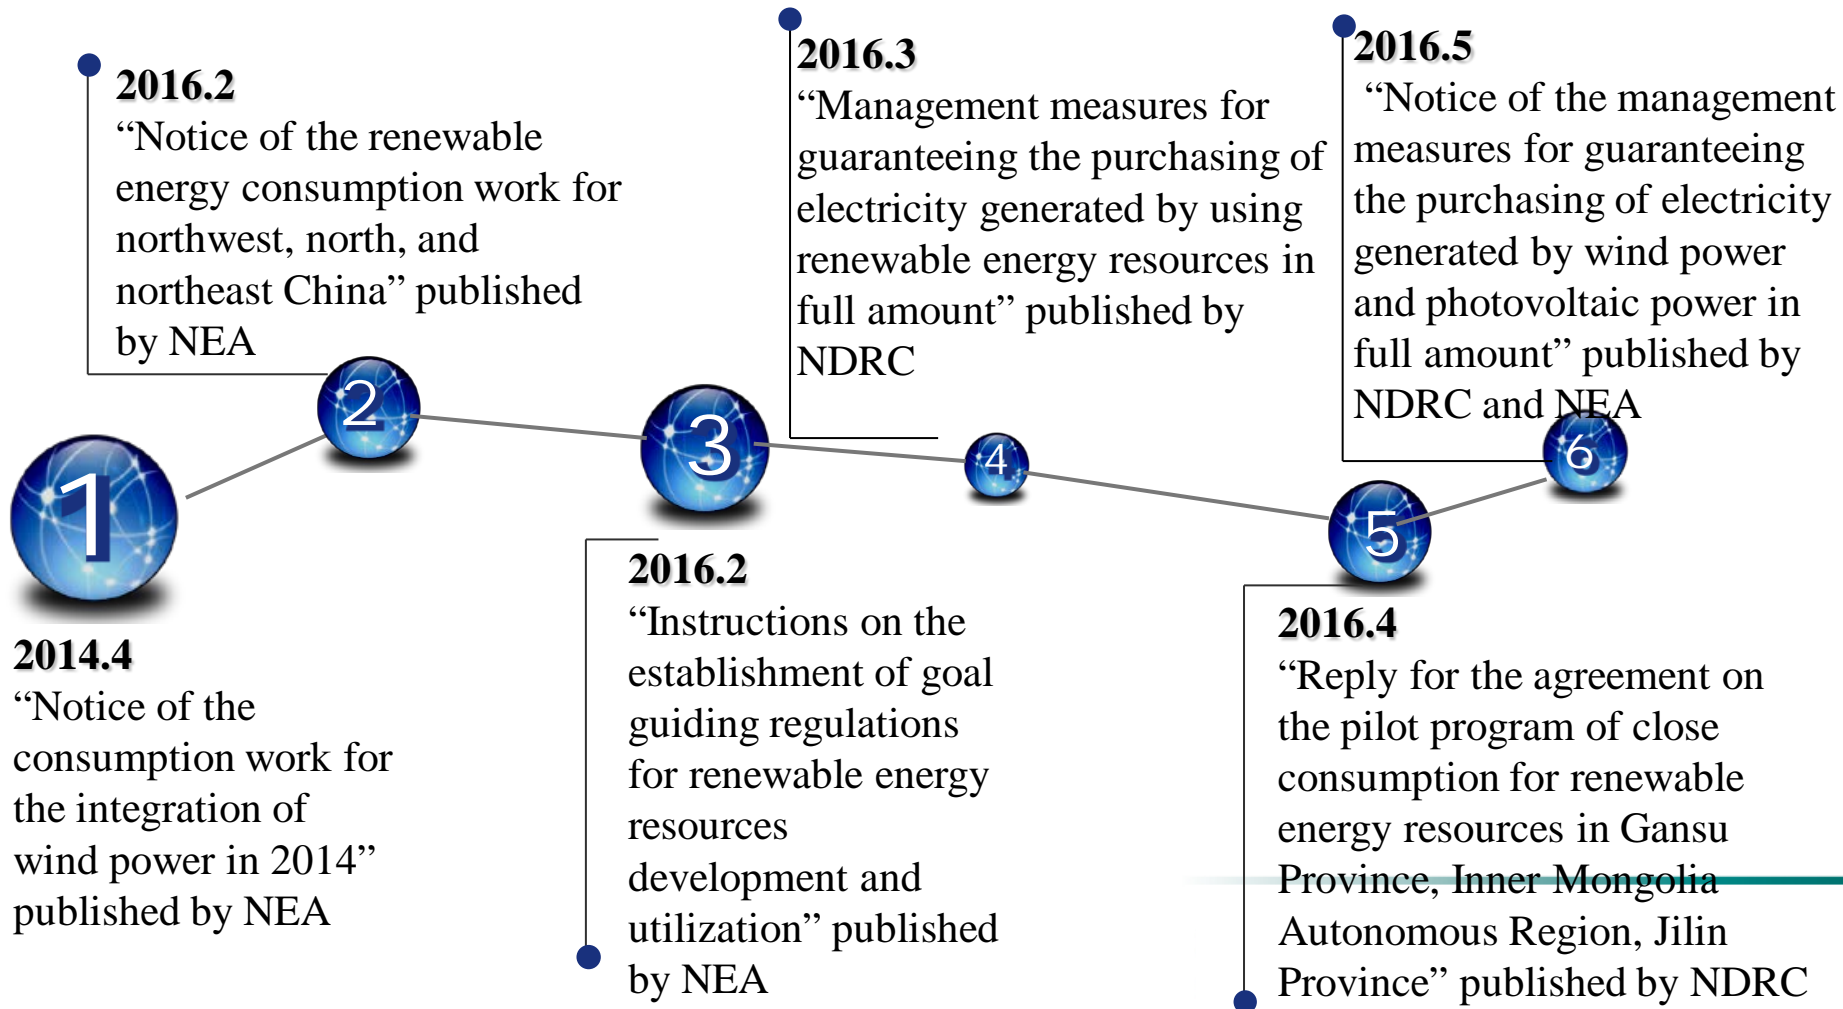 1
2014.4
“Notice of the
consumption work for
the integration of
wind power in 2014”
published by NEA
2
2016.2
“Notice of the renewable
energy consumption work for
northwest, north, and
northeast China” published
by NEA
3
2016.2
“Instructions on the
establishment of goal
guiding regulations
for renewable energy
resources
development and
utilization” published
by NEA
4
2016.3
“Management measures for
guaranteeing the purchasing of
electricity generated by using
renewable energy resources in
full amount” published by
NDRC
5
2016.4
“Reply for the agreement on
the pilot program of close
consumption for renewable
energy resources in Gansu
Province, Inner Mongolia
Autonomous Region, Jilin
Province” published by NDRC
6
2016.5
“Notice of the management
measures for guaranteeing
the purchasing of electricity
generated by wind power
and photovoltaic power in
full amount” published by
NDRC and NEA